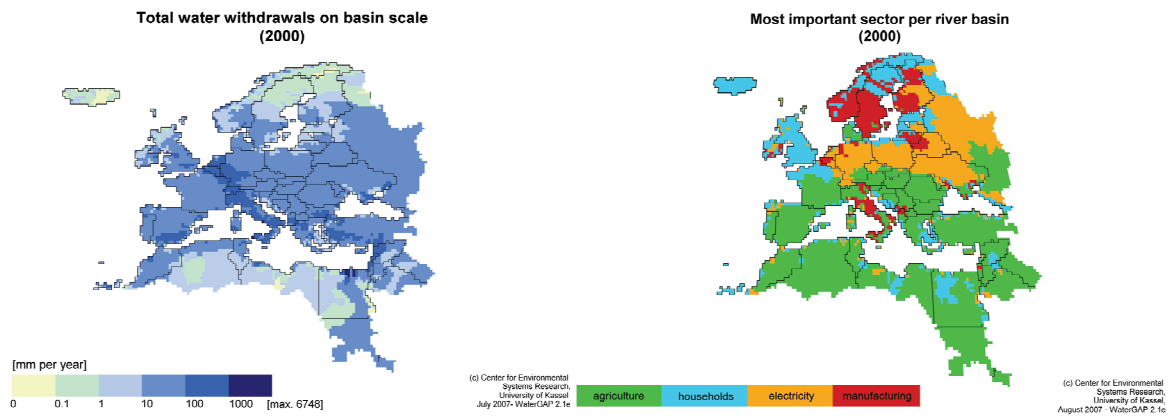 Total water withdrawals on basin scale
(2000)
[mm per year]
0 0.1 1 10 100 1000 [max. 6748]
(c) Center for Environmental
Systems Research,
University of Kassel
July 2007- WaterGAP 2.1e
Most important sector per river basin
(2000)
agriculture households electricity manufacturing
(c) Center for Environmental
Systems Research,
University of Kassel,
August 2007 - WaterGAP